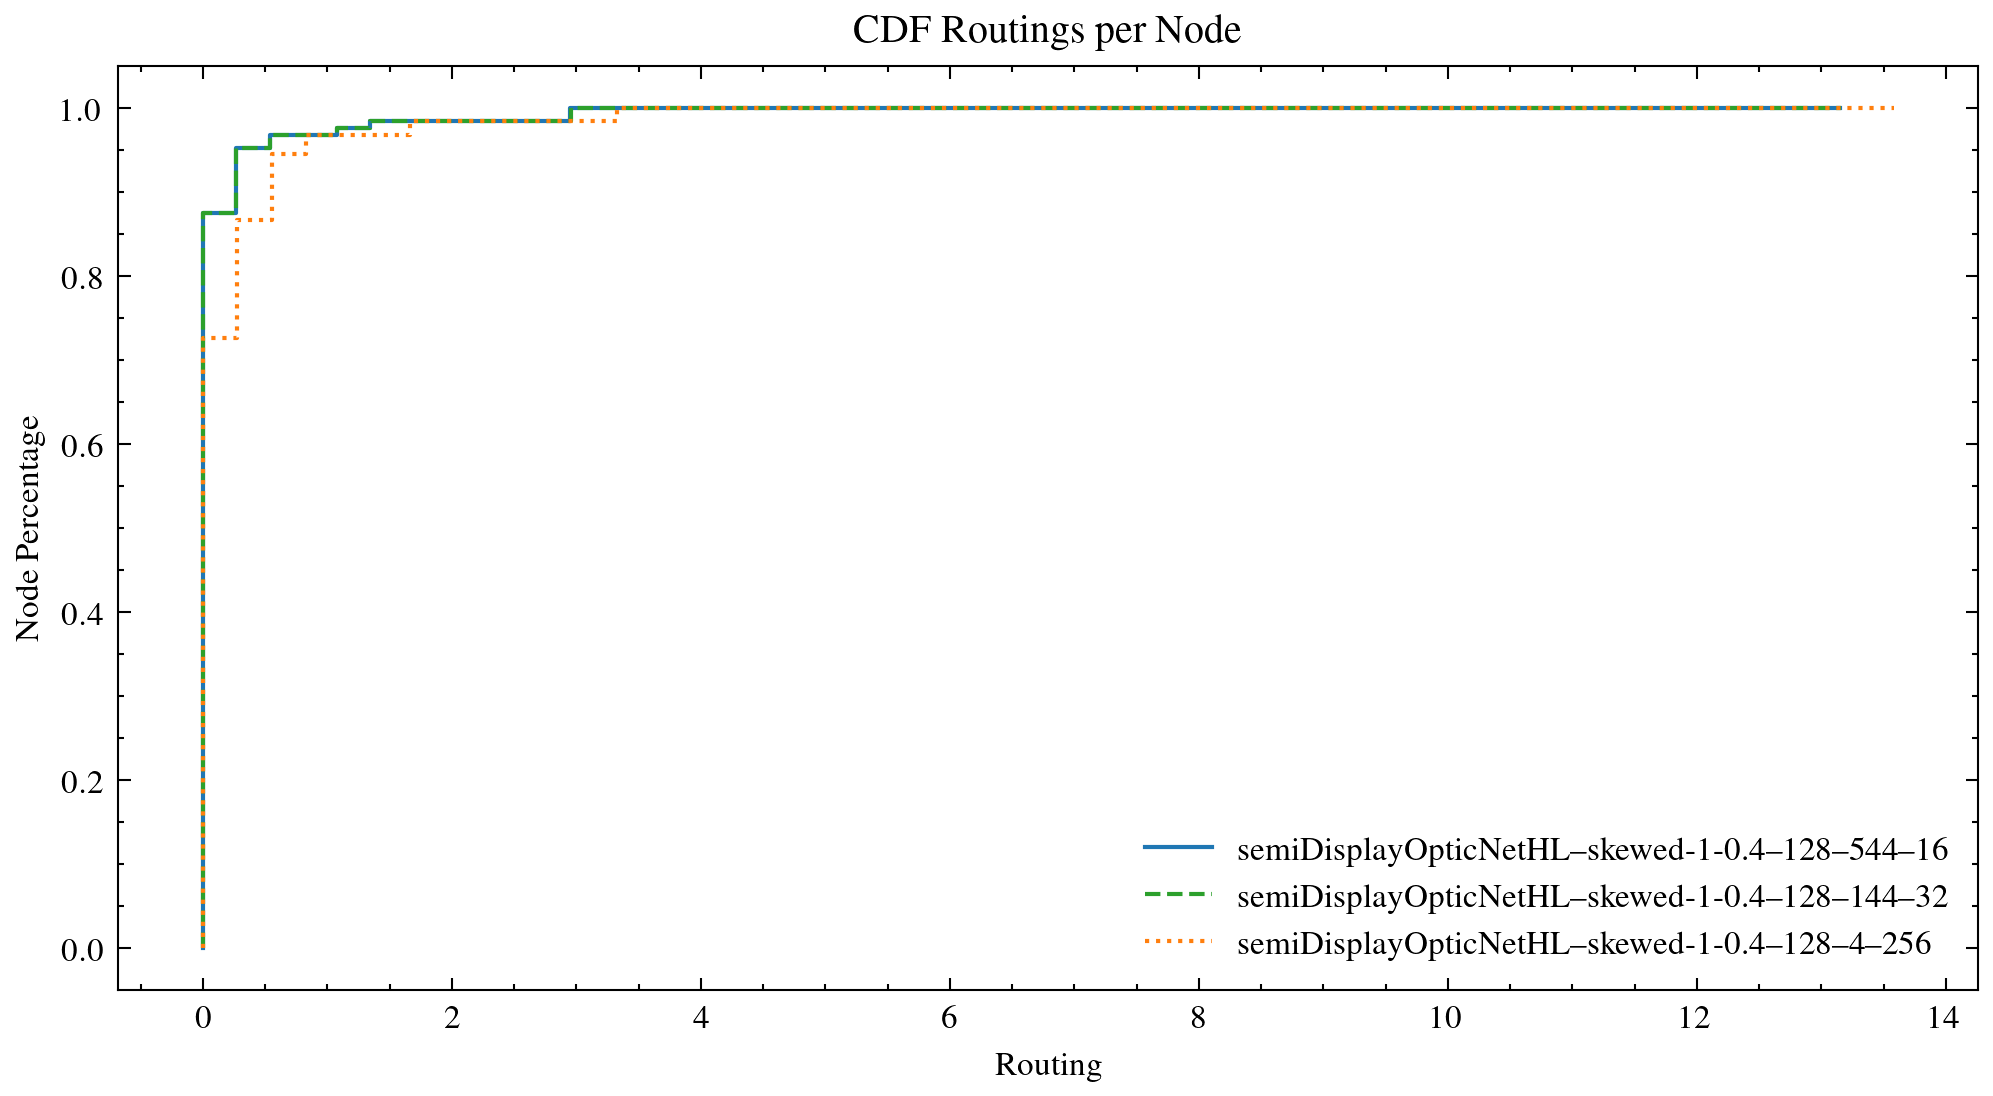 CDF Routings per Node
1.0
0.8
0.6
0.4
0.2
0.0
Node Percentage
0 2 4 6 8 10 12 14
Routing
semiDisplayOpticNetHL–skewed-1-0.4–128–544–16
semiDisplayOpticNetHL–skewed-1-0.4–128–144–32
semiDisplayOpticNetHL–skewed-1-0.4–128–4–256